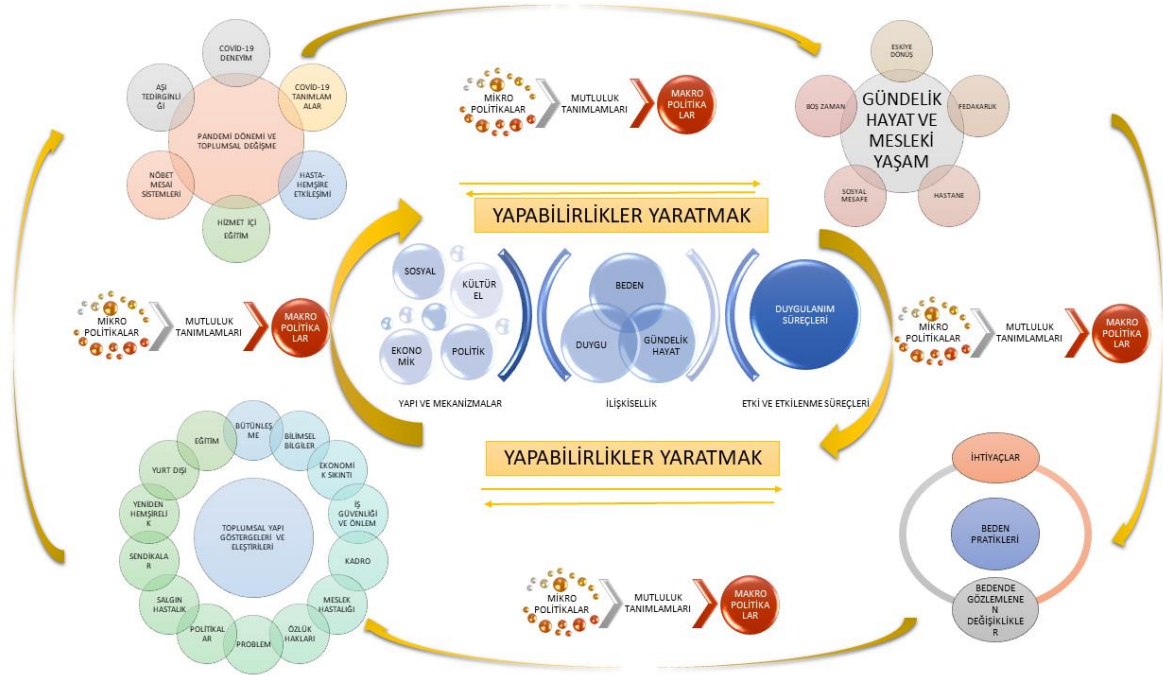 COVİD-19
DENEYİM
AŞI
TEDİRGİNLİ
Ğİ
COVİD-19
TANIMLAM
ALAR
PANDEMİ DÖNEMİ VE
TOPLUMSAL DEĞİŞME
NÖBET
MESAİ
SİSTEMLERİ
HASTA-
HEMŞİRE
ETKİLEŞİMİ
HİZMET İÇİ
EĞİTİM
MİKRO
POLİTİKALAR
MUTLULUK
TANIMLAMARI
MAKRO
POLİTİKA
LAR
ESKİYE
DÖNÜŞ
BOŞ ZAMAN
FEDAKARUK
GÜNDELİK
HAYAT VE
MESLEKİ
YAŞAM
SOSYAL
MESAFE
HASTANE
YAPABİLİRLİKLER YARATMAK
SOSYAL
KÜLTÜR
EL
EKONO
MİK
POLİTİK
YAPI VE MEKANİZMALAR
BEDEN
DUYGU
GÜNDELİK
HAYAT
İLİŞKİSELLİK
DUYGULANIM
SÜREÇLERİ
ETKİ VE ETKİLENME SÜREÇLERİ
MİKRO
POLİTİKALAR
MUTLULUK
TANIMLAMARI
MAKRO
POLİTİKA
LAR
MİKRO
POLİTİKALAR
MUTLULUK
TANIMLAMARI
MAKRO
POLİTİKA
LAR
YAPABİLİRLİKLER YARATMAK
BÜTÜNLEŞ
ME
BİLİMSEL
BİLGİLER
EKONOMİ
K SIKINTI
İŞ
GÜVENLİĞİ
VE ÖNLEM
KADRO
MESLEK
HASTALIĞI
ÖZLÜK
HAKLARI
PROBLEM
POLİTİKAL
AR
SALGIN
HASTALIK
SENDİKALA
R
YENİDEN
HEMŞİRELİ
K
YURT DIŞI
EĞİTİM
TOPLUMSAL YAPI
GÖSTERGELERİ VE
ELEŞTİRİLERİ
MİKRO
POLİTİKALAR
MUTLULUK
TANIMLAMARI
MAKRO
POLİTİKA
LAR
İHTİYAÇLAR
BEDEN
PRATİKLERİ
BEDENDE
GÖZLEMLENE
N
DEĞİŞİKLİKLE
R